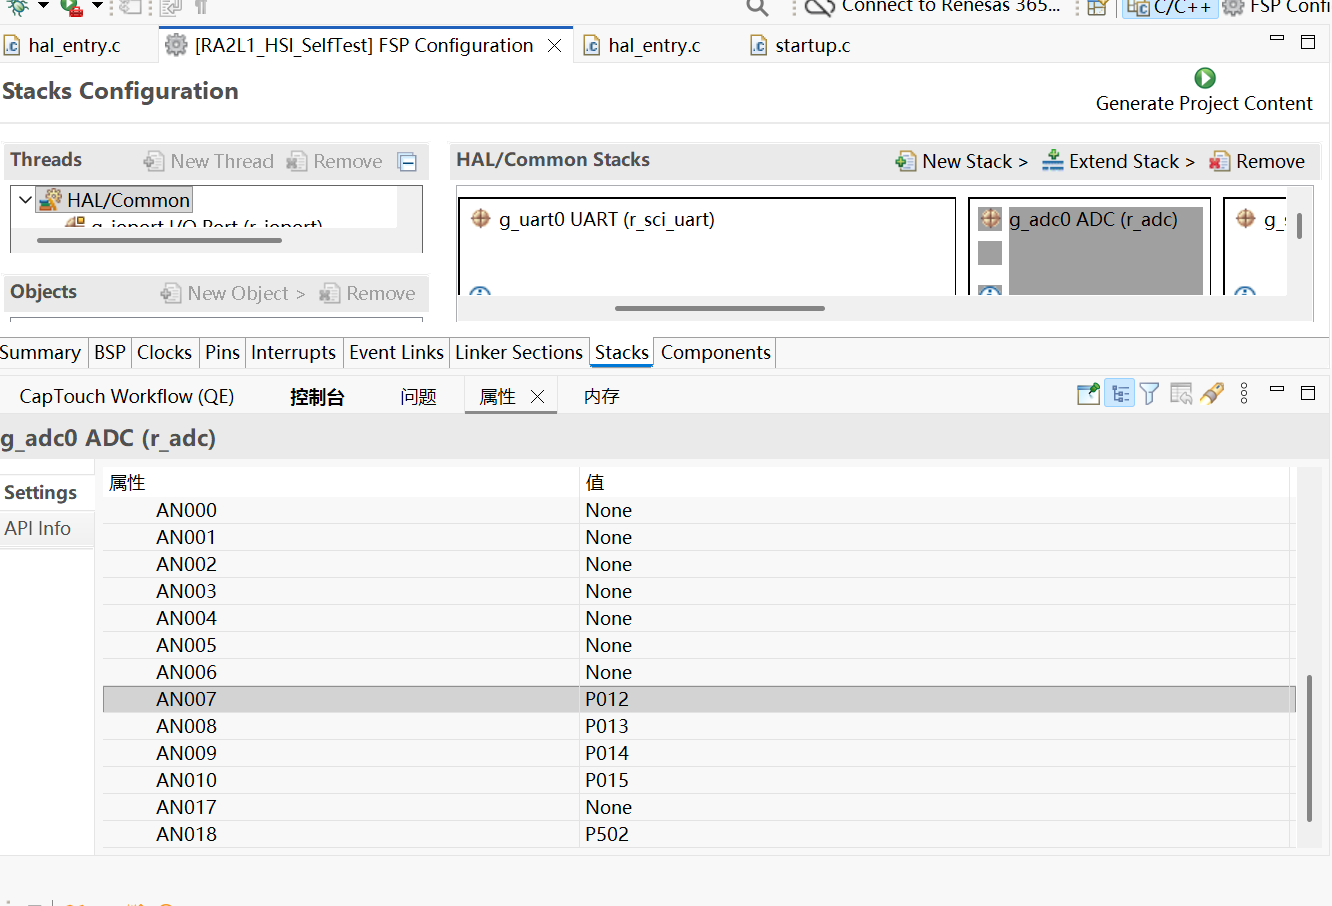 Connect to Renesas 365...
C/C++
FSP Confi
hal_entry.c
[RA2L1_HSI_SelfTest] FSP Configuration
hal_entry.c
startup.c
Stacks Configuration
Generate Project Content
Threads
New Thread
Remove
HAL/Common Stacks
New Stack >
Extend Stack >
Remove
HAL/Common
g_ioport I/O Port (r_ioport)
g_uart0 UART (r_sci_uart)
g_adc0 ADC (r_adc)
Objects
New Object >
Remove
Summary
BSP
Clocks
Pins
Interrupts
Event Links
Linker Sections
Stacks
Components
CapTouch Workflow (QE)
控制台
问题
属性
内存
g_adc0 ADC (r_adc)
Settings
API Info
属性 值
AN000 None
AN001 None
AN002 None
AN003 None
AN004 None
AN005 None
AN006 None
AN007 P012
AN008 P013
AN009 P014
AN010 P015
AN017 None
AN018 P502